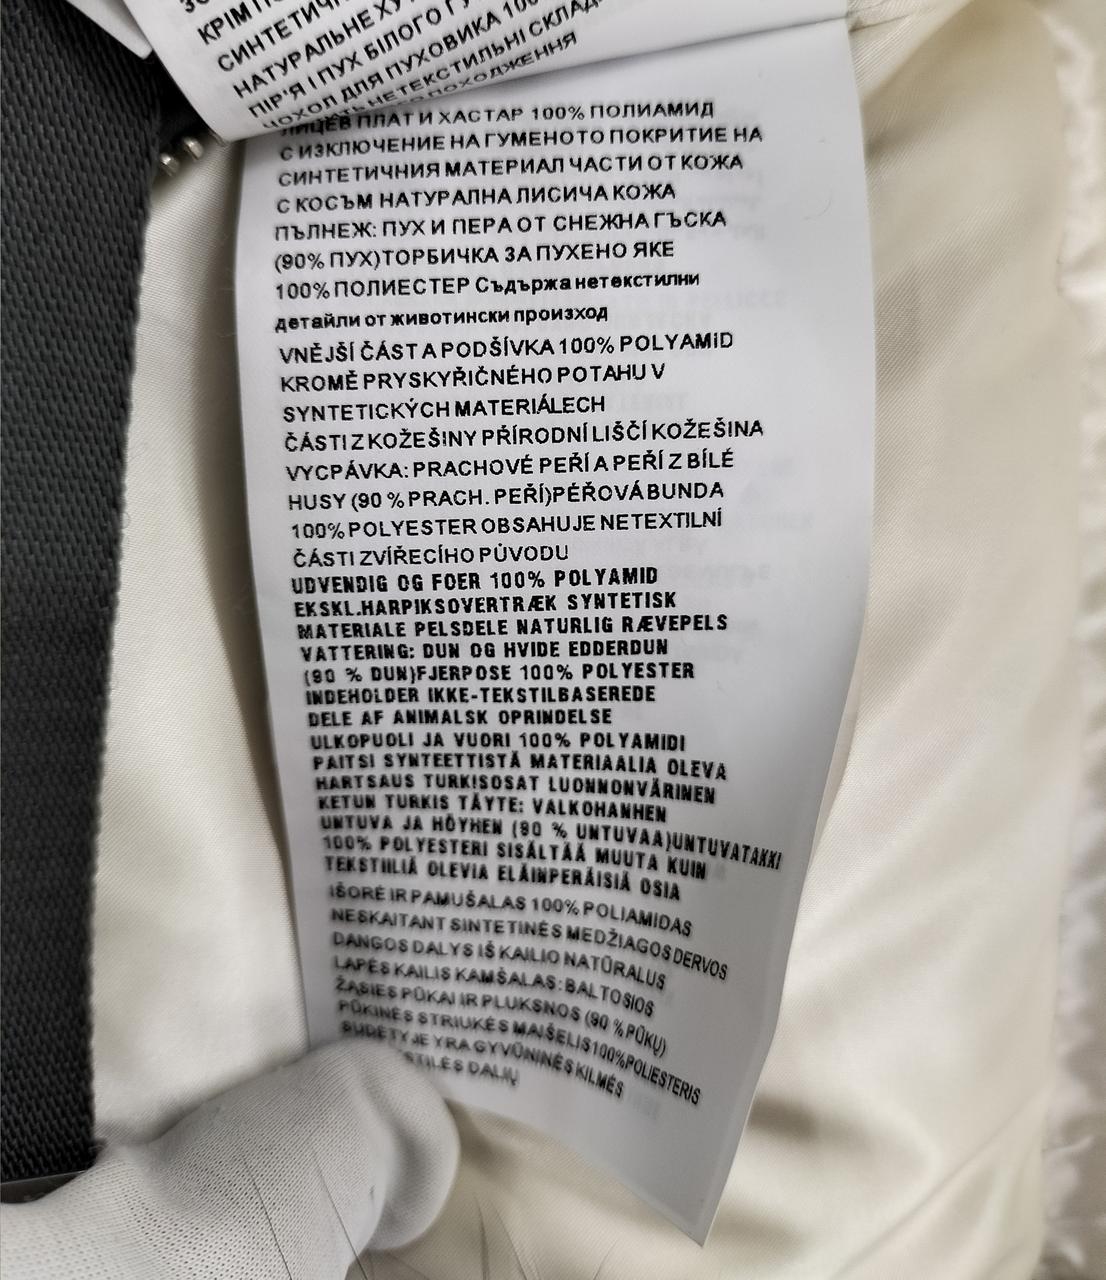 КРІМ
СИНТЕТИЧН
НАТУРАЛЬНЕ ХУ
ПІР'Я І ПУХ БІЛОГО ГУ
ЧОХОЛ ДЛЯ ПУХОВИКА 100
НЕТЕКСТИЛЬНІ СКЛАД
ПОХОДЖЕННЯ
ЛИЦЕВ ПЛАТ И ХАСТАР 100% ПОЛИАМИД
С ИЗКЛЮЧЕНИЕ НА ГУМЕНОТО ПОКРИТИЕ НА
СИНТЕТИЧНИЯ МАТЕРИАЛ ЧАСТИ ОТ КОЖА
С КОСЪМ НАТУРАЛНА ЛИСИЧА КОЖА
ПЪЛНЕЖ: ПУХ И ПЕРА ОТ СНЕЖНА ГЪСКА
(90% ПУХ)ТОРБИЧКА ЗА ПУХЕНО ЯКЕ
100% ПОЛИЕСТЕР Съдържа нетекстилни
детайли от животински произход
VNĚJŠÍ ČÁST A PODŠÍVKA 100% POLYAMID
KROMĚ PRYSKYŘIČNÉHO POTAHU V
SYNTETICKÝCH MATERIÁLECH
ČÁSTI Z KOŽEŠINY PŘÍRODNÍ LIŠČÍ KOŽEŠINA
VYCPÁVKA: PRACHOVÉ PEŘÍ A PEŘÍ Z BÍLÉ
HUSY (90 % PRACH. PEŘÍ)PÉŘOVÁ BUNDA
100% POLYESTER OBSAHUJE NETEXTILNÍ
ČÁSTI ZVÍŘECÍHO PŮVODU
UDVENDIG OG FOER 100% POLYAMID
EKSKL.HARPIKSOVERTRÆK SYNTETISK
MATERIALE PELSDELE NATURLIG RÆVEPELS
VATTERING: DUN OG HVIDE EDDERDUN
(90 % DUN)FJERPOSE 100% POLYESTER
INDEHOLDER IKKE-TEKSTILBASEREDE
DELE AF ANIMALSK OPRINDELSE
ULKOPUOLI JA VUORI 100% POLYAMIDI
PAITSI SYNTEETTISTÄ MATERIAALIA OLEVA
HARTSAUS TURKISOSAT LUONNONVÄRINEN
KETUN TURKIS TÄYTE: VALKOHANHEN
UNTUVA JA HÖYHEN (90 % UNTUVAA)UNTUVATAKKI
100% POLYESTERI SISÄLTÄÄ MUUTA KUIN
TEKSTIILIÄ OLEVIA ELÄINPERÄISIÄ OSIA
IŠORĖ IR PAMUŠALAS 100% POLIAMIDAS
NESKAITANT SINTETINĖS MEDŽIAGOS DERVOS
DANGOS DALYS IŠ KAILIO NATŪRALUS
LAPĖS KAILIS KAMŠALAS: BALTOSIOS
ŽĄSIES PŪKAI IR PLUKSNOS (90 % PŪKŲ)
PŪKINĖS STRIUKĖS MAIŠELIS 100% POLIESTERIS
SUDĖTYJE YRA GYVŪNINĖS KILMĖS
DALIŲ